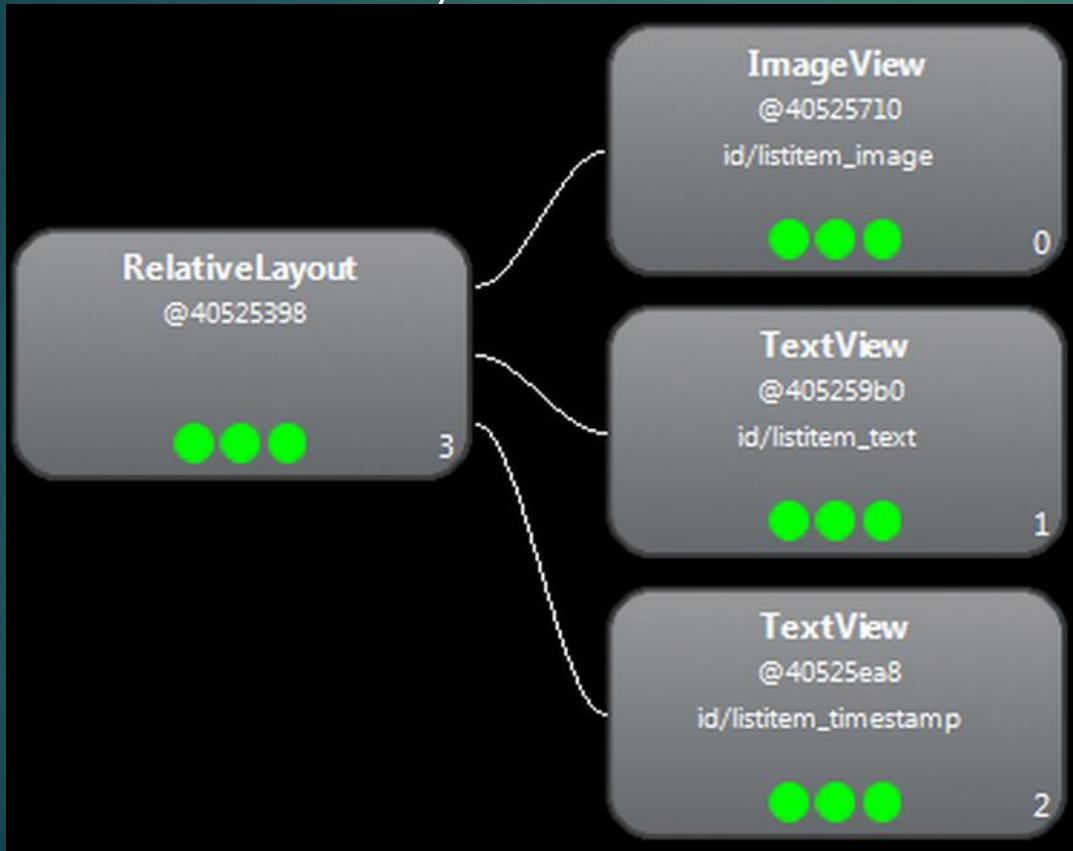 RelativeLayout
@40525398
3
ImageView
@40525710
id/listitem_image
0
TextView
@405259b0
id/listitem_text
1
TextView
@40525ea8
id/listitem_timestamp
2